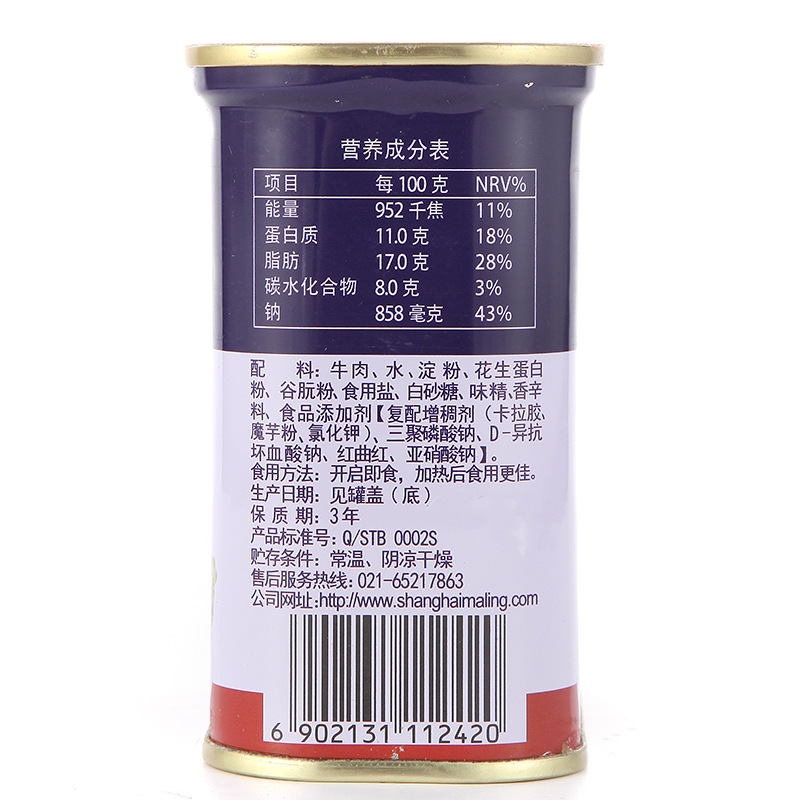 营养成分表
项目 每100克 NRV%
能量 952千焦 11%
蛋白质 11.0克 18%
脂肪 17.0克 28%
碳水化合物 8.0克 3%
钠 858毫克 43%
配 料:牛肉、水、淀粉、花生蛋白
粉、谷朊粉、食用盐、白砂糖、味精、香辛
料、食品添加剂【复配增稠剂(卡拉胶、
魔芋粉、氯化钾)、三聚磷酸钠、D-异抗
坏血酸钠、红曲红、亚硝酸钠】。
食用方法:开启即食,加热后食用更佳。
生产日期:见罐盖(底)
保 质 期:3年
产品标准号:Q/STB 0002S
贮存条件:常温、阴凉干燥
售后服务热线:021-65217863
公司网址:http://www.shanghaimaling.com
6 902131 112420